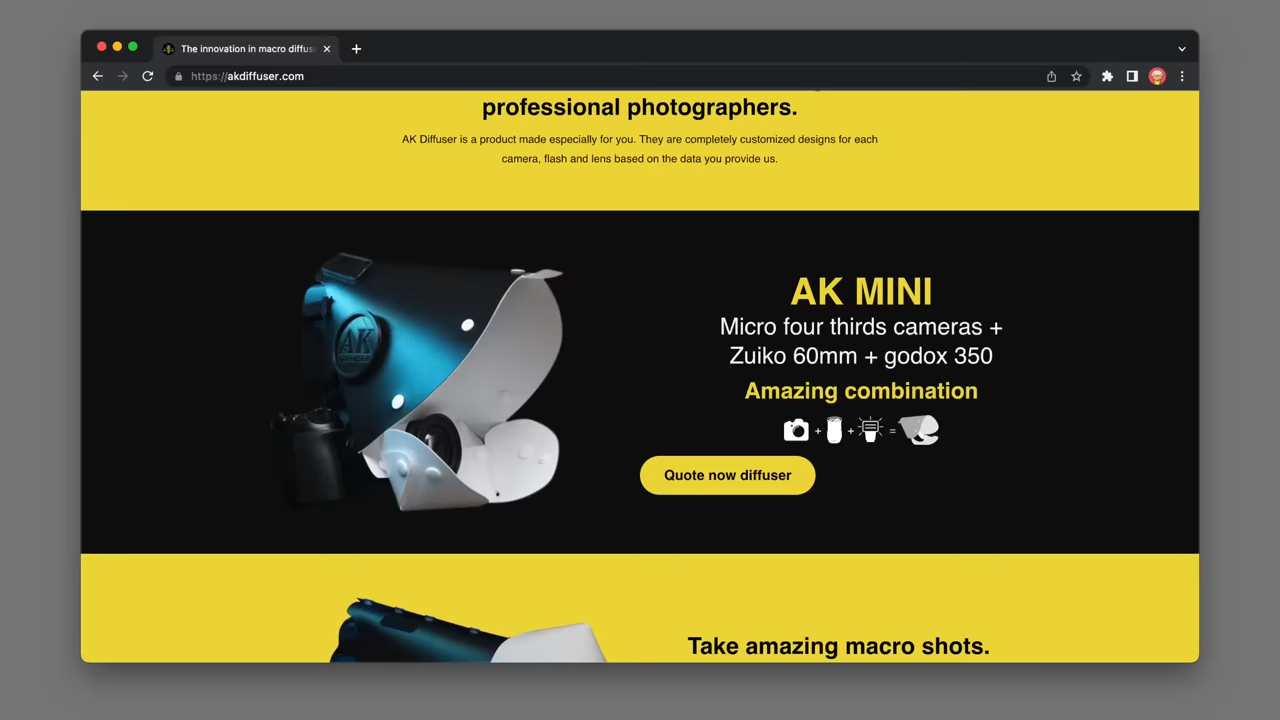 The innovation in macro diffus
https://akdiffuser.com
professional photographers.
AK Diffuser is a product made especially for you. They are completely customized designs for each
camera, flash and lens based on the data you provide us.
AK
AK MINI
Micro four thirds cameras +
Zuiko 60mm + godox 350
Amazing combination
+ + =
Quote now diffuser
Take amazing macro shots.